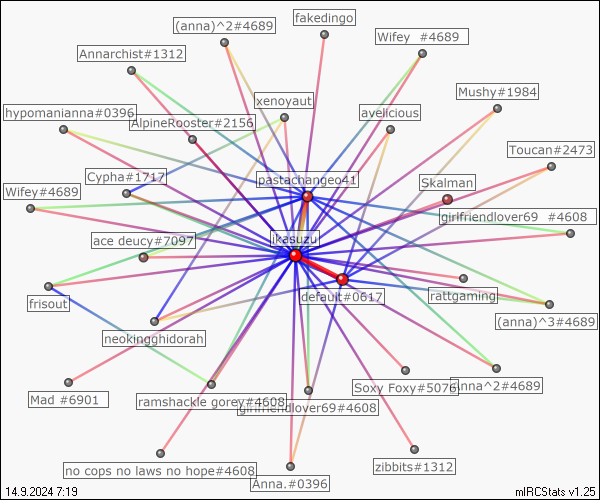 fakedingo
(anna)^2#4689
Wifey  #4689
Annarchist#1312
Mushy#1984
xenoyaut
hypomanianna#0396
avelicious
AlpineRooster#2156
Toucan#2473
Cypha#1717
pastachangeo41
Skalman
Wifey#4689
girlfriendlover69  #4608
ikasuzu
ace deucy#7097
default#0617
rattgaming
frisout
(anna)^3#4689
neokingghidorah
Soxy Foxy#5076
Anna^2#4689
Mad #6901
ramshackle gorey#4608
girlfriendlover69#4608
no cops no laws no hope#4608
zibbits#1312
Anna.#0396
14.9.2024 7:19
mIRCStats v1.25